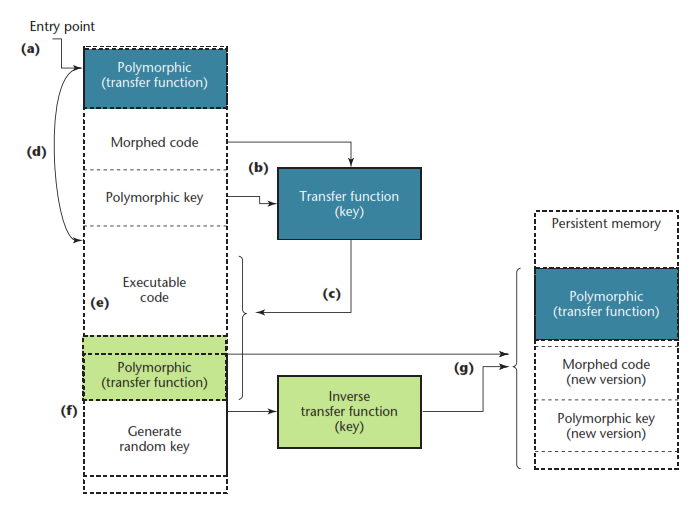 Entry point
(a)
Polymorphic
(transfer function)
(d)
Morphed code
(b)
Polymorphic key
Transfer function
(key)
Persistent memory
Executable
code
(e)
(c)
Polymorphic
(transfer function)
Polymorphic
(transfer function)
(g)
Morphed code
(new version)
(f)
Inverse
transfer function
(key)
Generate
random key
Polymorphic key
(new version)